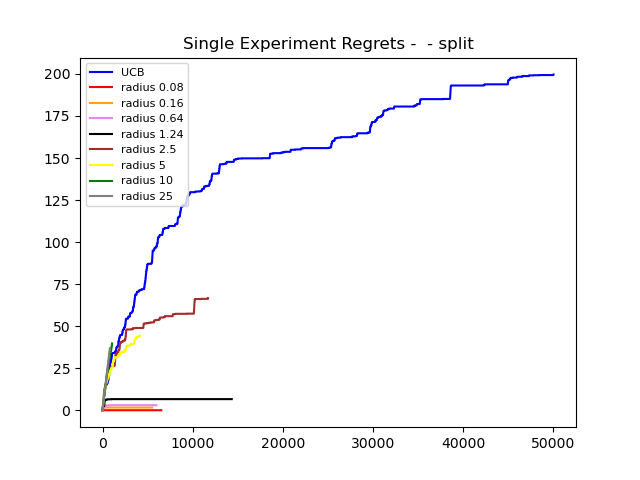 Single Experiment Regrets -  - split
200
175
150
125
100
75
50
25
0
UCB
radius 0.08
radius 0.16
radius 0.64
radius 1.24
radius 2.5
radius 5
radius 10
radius 25
0 10000 20000 30000 40000 50000